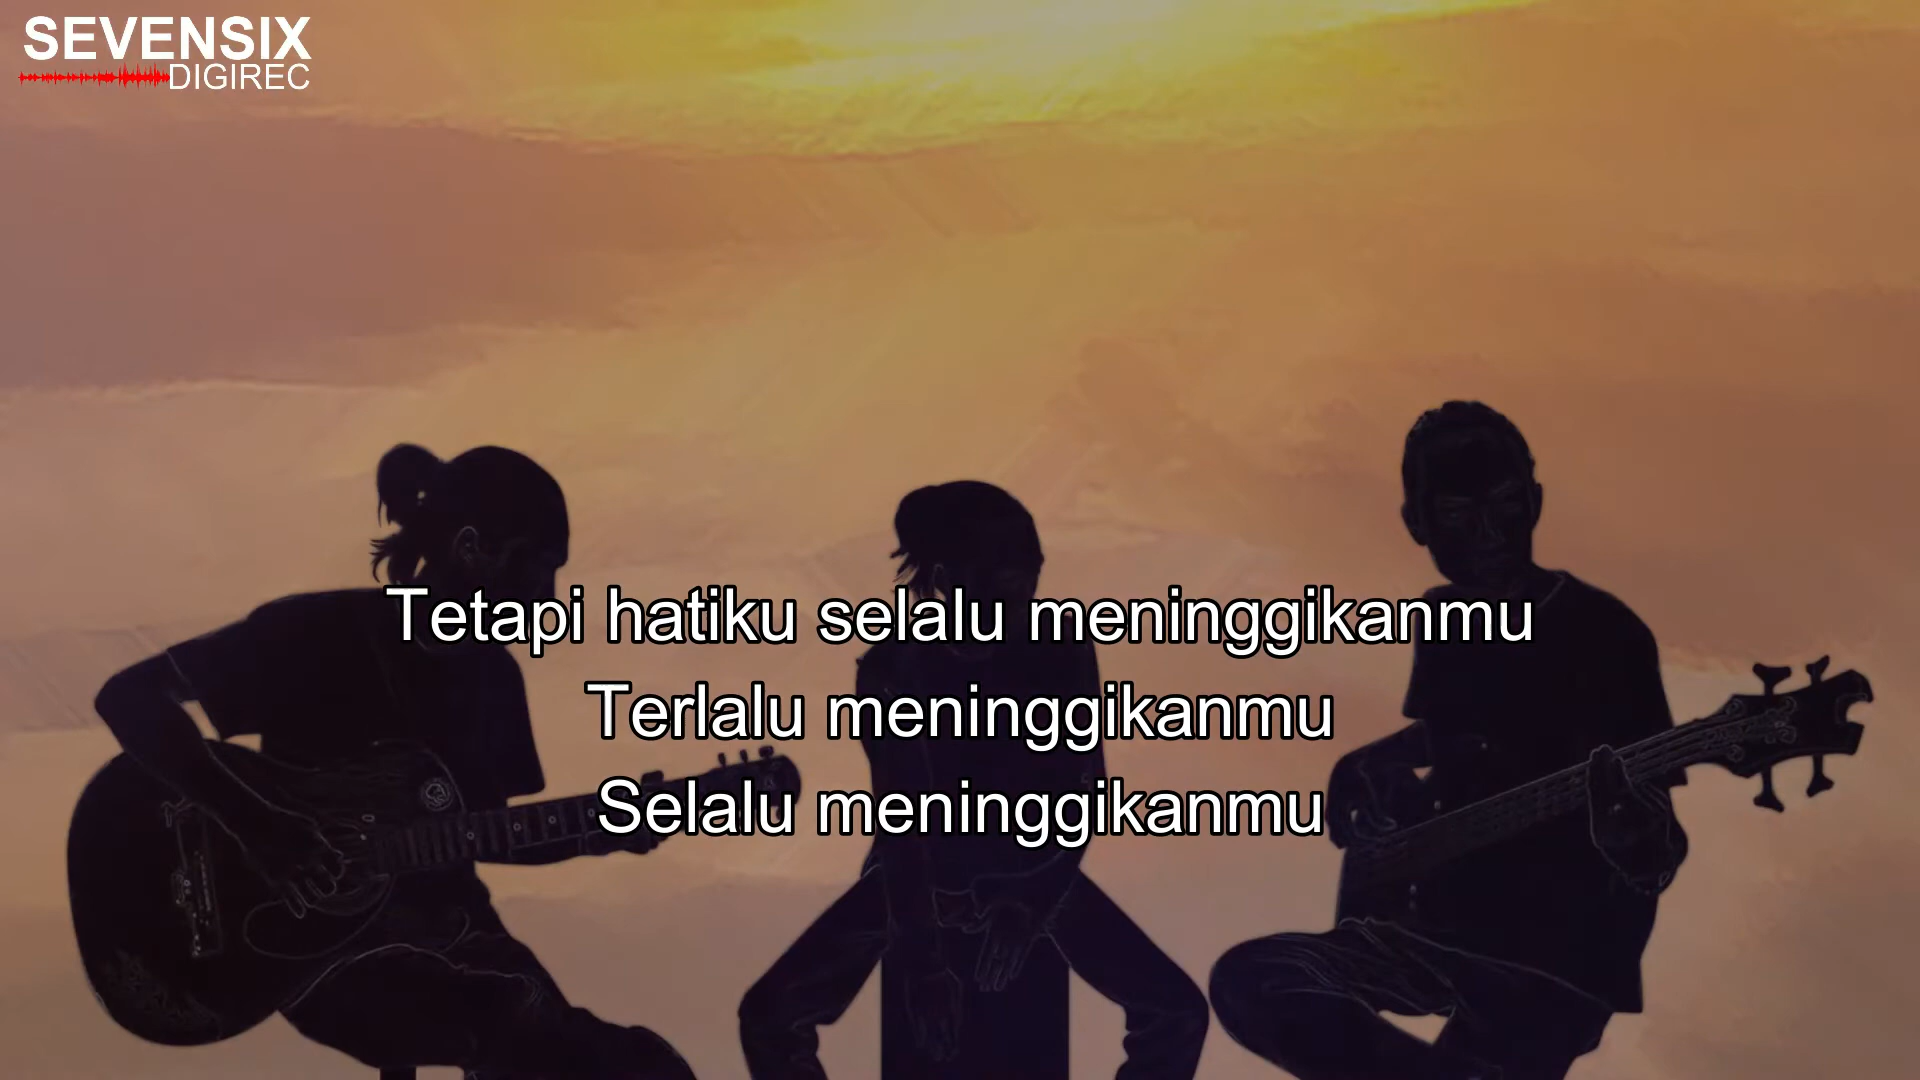 SEVENSIX
DIGIREC
Tetapi hatiku selalu meninggikanmu
Terlalu meninggikanmu
Selalu meninggikanmu